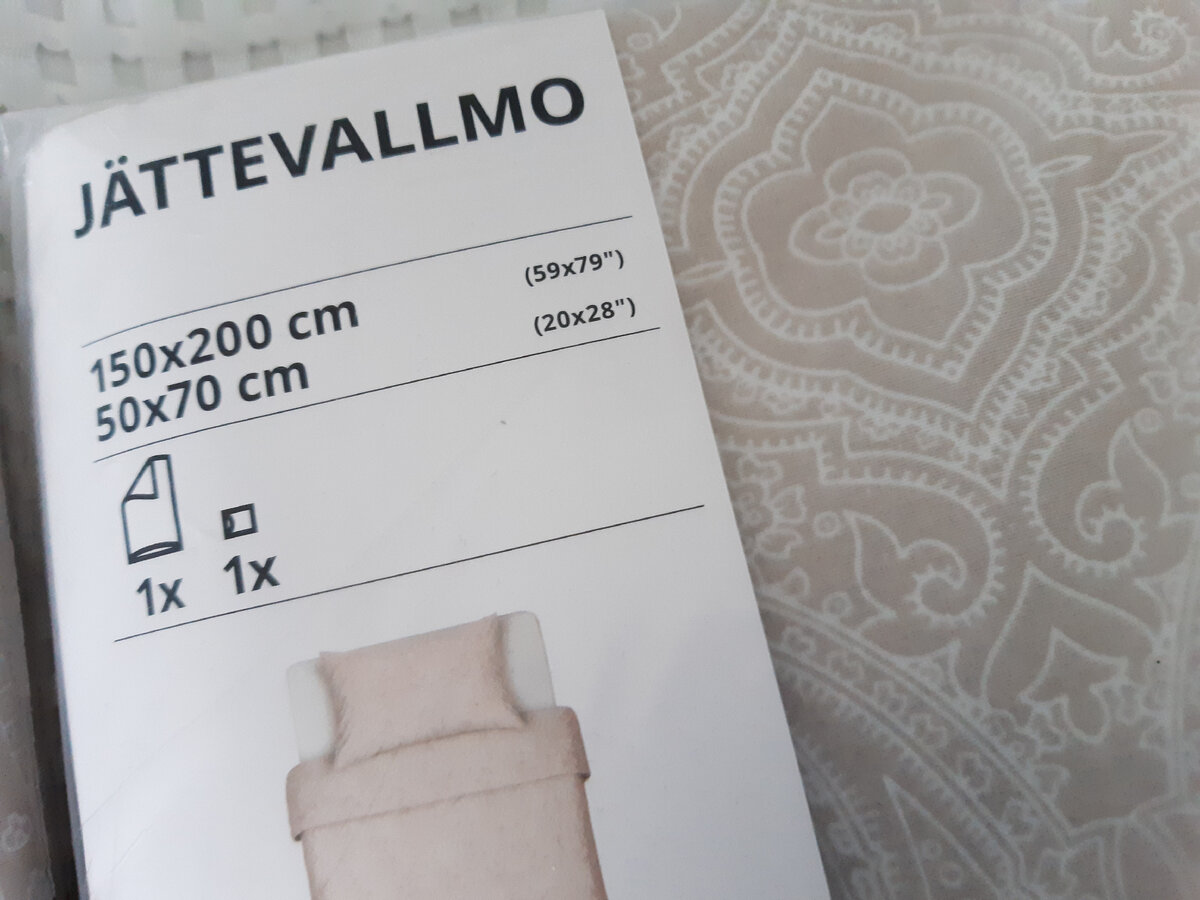 JÄTTEVALLMO
150x200 cm (59x79")
50x70 cm (20x28")
1x 1x